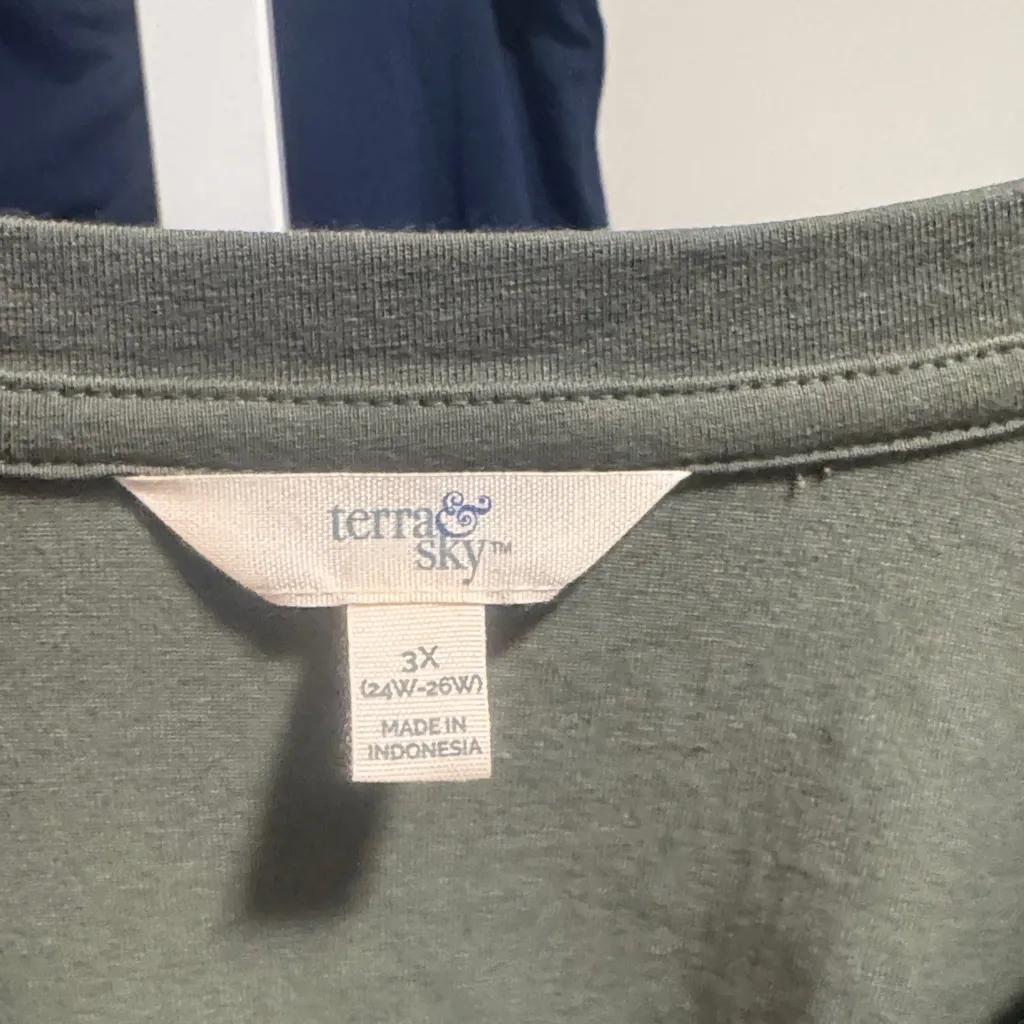 terra&
sky™
3X
(24W-26W)
MADE IN
INDONESIA